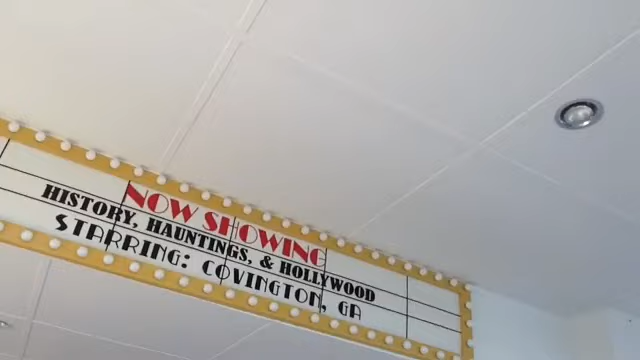 NOW SHOWING
HISTORY, HAUNTINGS, & HOLLYWOOD
STARRING: COVINGTON, GA